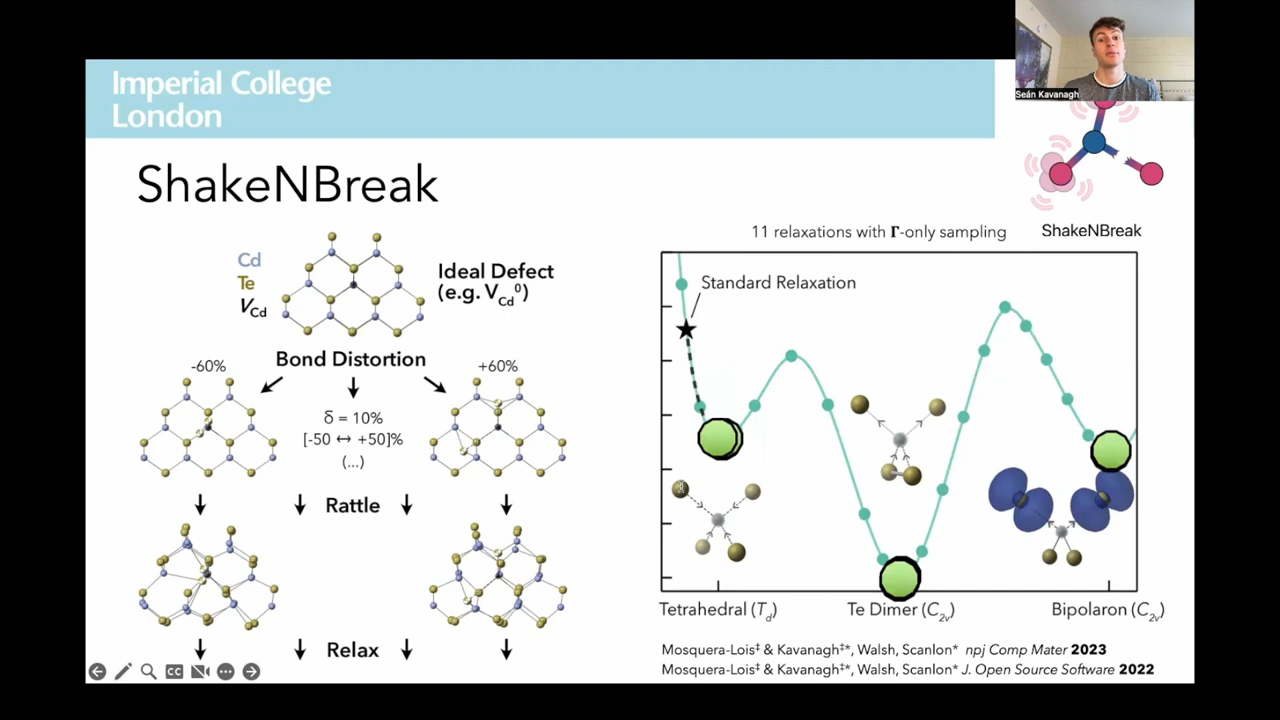 Imperial College
London
Seán Kavanagh
ShakeNBreak
ShakeNBreak
Cd
Te
V_Cd
Ideal Defect
(e.g. V_Cd^0)
Bond Distortion
-60%
+60%
δ = 10%
[-50 ↔ +50]%
(...)
Rattle
Relax
CC
11 relaxations with Γ-only sampling
Standard Relaxation
Tetrahedral (T_d)
Te Dimer (C_2v)
Bipolaron (C_2v)
Mosquera-Lois‡ & Kavanagh‡*, Walsh, Scanlon* npj Comp Mater 2023
Mosquera-Lois‡ & Kavanagh‡*, Walsh, Scanlon* J. Open Source Software 2022